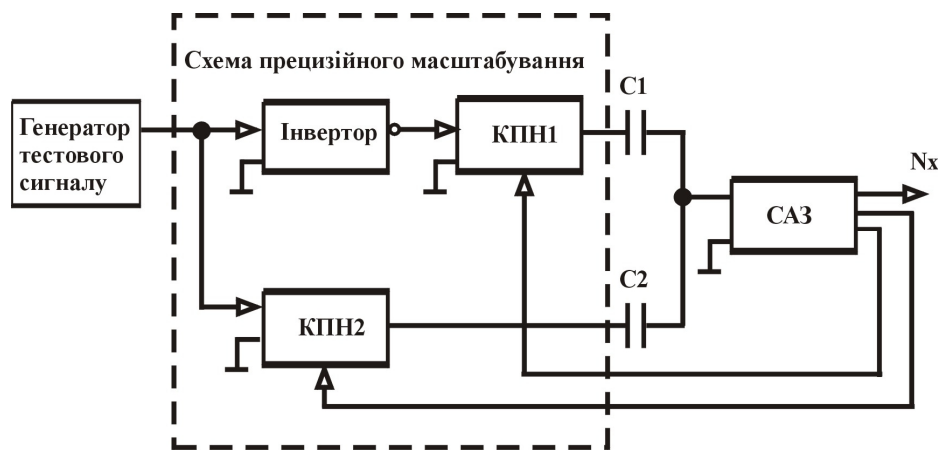 Схема прецизійного масштабування
Генератор
тестового
сигналу
Інвертор
КПН1
C1
Nx
САЗ
C2
КПН2